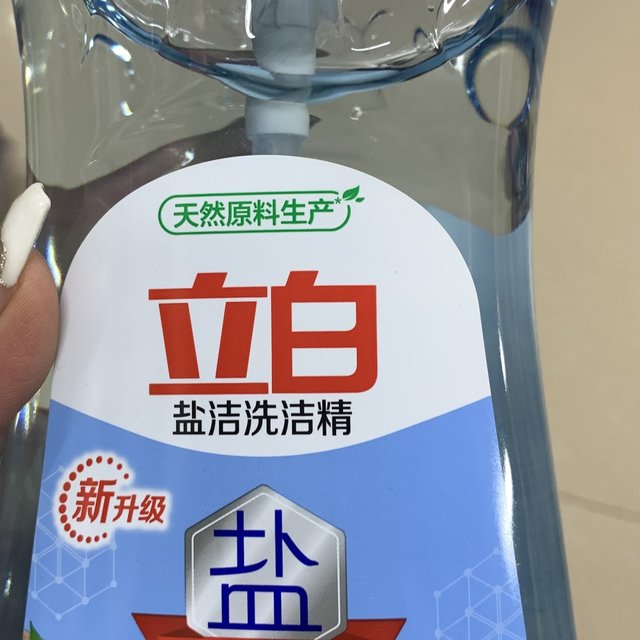 天然原料生产*
立白
盐洁洗洁精
新升级
盐